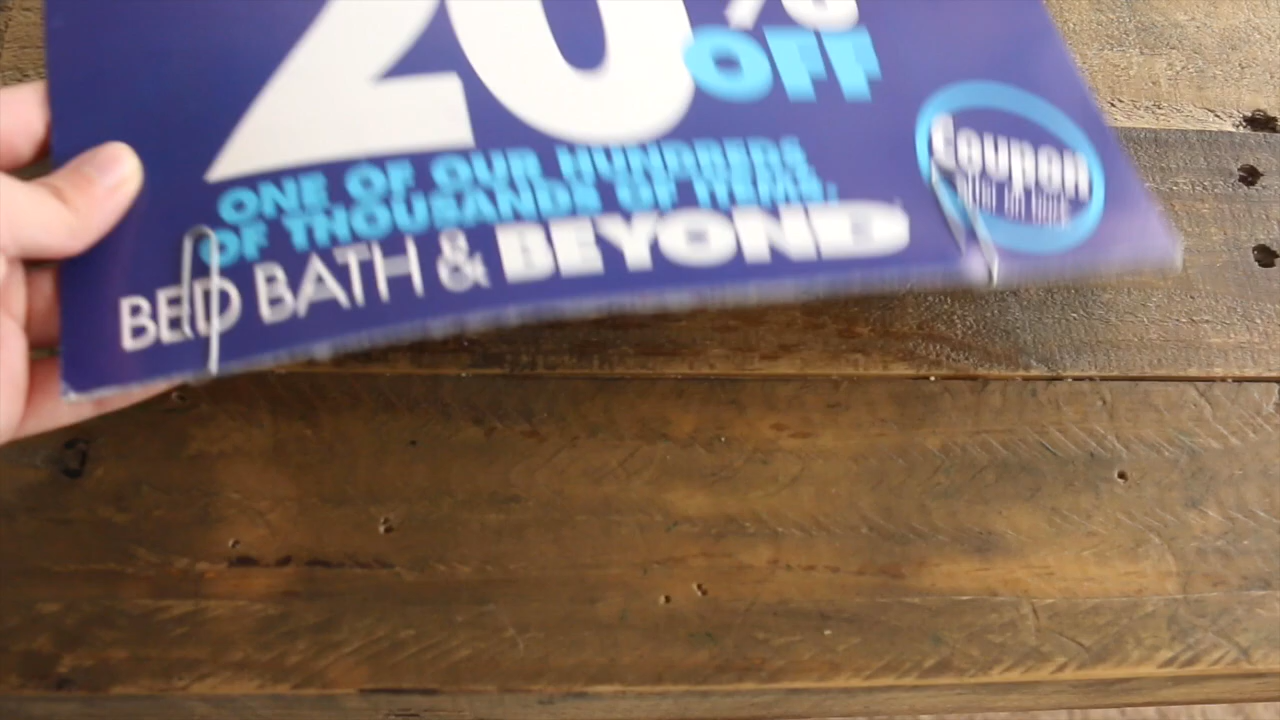 20%
OFF
ONE OF OUR HUNDREDS
OF THOUSANDS OF ITEMS.
BED BATH & BEYOND
COUPON